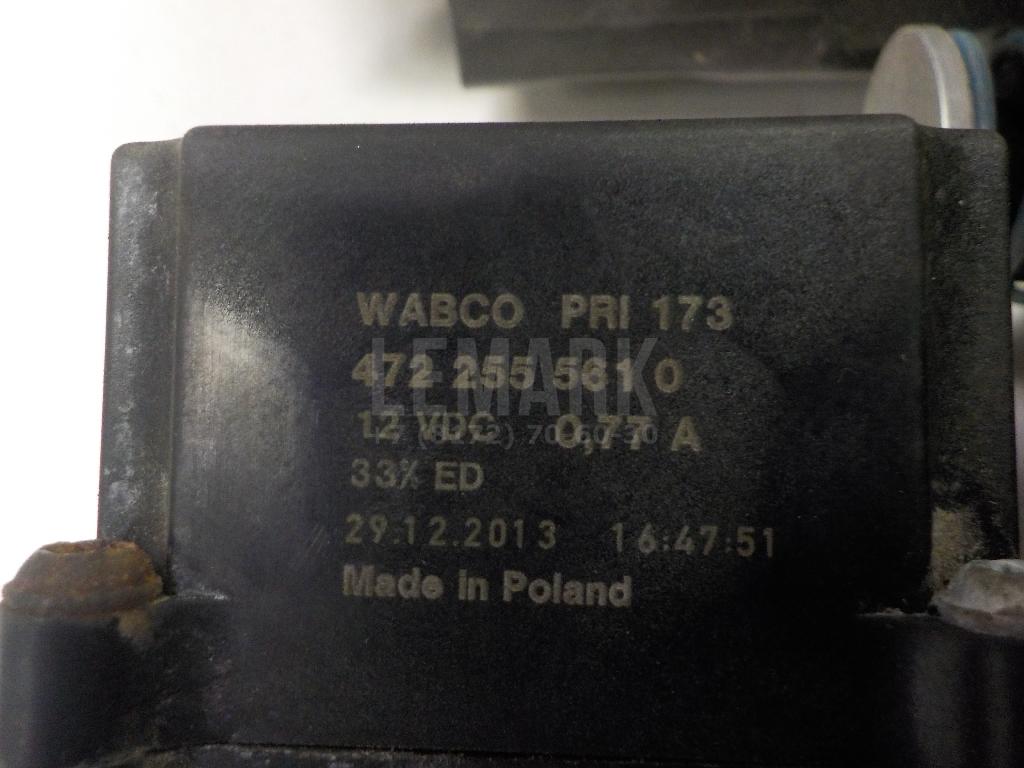 WABCO PRI 173
472 255 561 0
12 VDC 0,77 A
33% ED
29.12.2013 16:47:51
Made in Poland
LEMARK